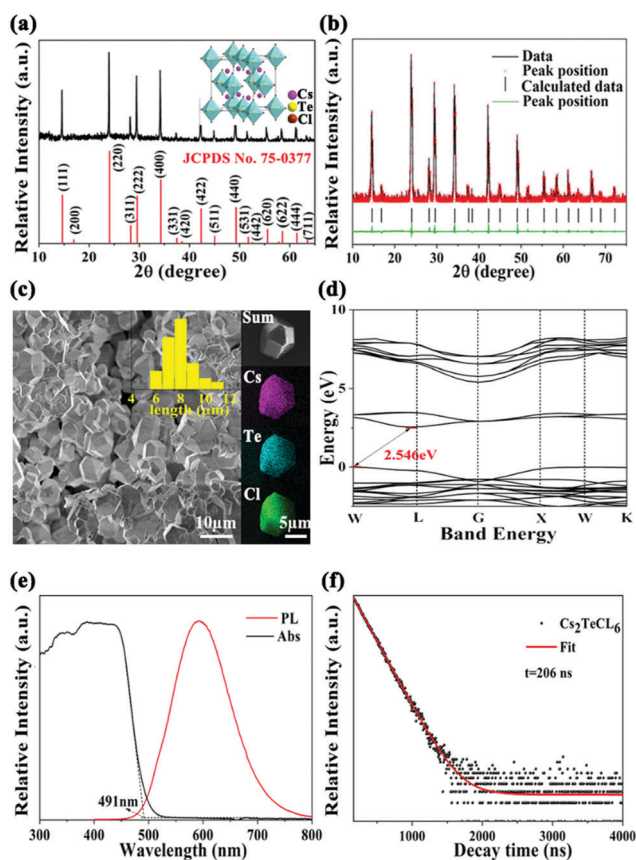 (a)
Relative Intensity (a.u.)
Cs
Te
Cl
JCPDS No. 75-0377
(111)
(200)
(220)
(311)
(222)
(400)
(331)
(420)
(422)
(511)
(440)
(531)
(442)
(620)
(622)
(444)
(711)
10 20 30 40 50 60
2θ (degree)
(b)
Relative Intensity (a.u.)
Data
Peak position
Calculated data
Peak position
10 20 30 40 50 60 70
2θ (degree)
(c)
4 6 8 10 12
length (μm)
10μm
Sum
Cs
Te
Cl
5μm
(d)
Energy (eV)
10
5
0
2.546eV
W L G X W K
Band Energy
(e)
Relative Intensity (a.u.)
PL
Abs
491nm
300 400 500 600 700 800
Wavelength (nm)
(f)
Relative Intensity (a.u.)
Cs₂TeCL₆
Fit
t=206 ns
1000 2000 3000 4000
Decay time (ns)